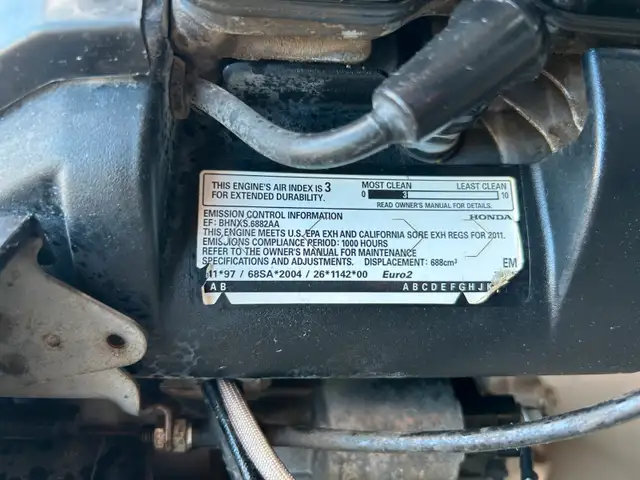 THIS ENGINE'S AIR INDEX IS 3
FOR EXTENDED DURABILITY.
MOST CLEAN LEAST CLEAN
0 3 10
READ OWNER'S MANUAL FOR DETAILS.
EMISSION CONTROL INFORMATION HONDA
EF: BHNXS.6882AA
THIS ENGINE MEETS U.S. EPA EXH AND CALIFORNIA SORE EXH REGS FOR 2011.
EMISSIONS COMPLIANCE PERIOD: 1000 HOURS
REFER TO THE OWNER'S MANUAL FOR MAINTENANCE
SPECIFICATIONS AND ADJUSTMENTS. DISPLACEMENT: 688cm³ EM
11*97 / 68SA*2004 / 26*1142*00 Euro2
A B A B C D E F G H J K